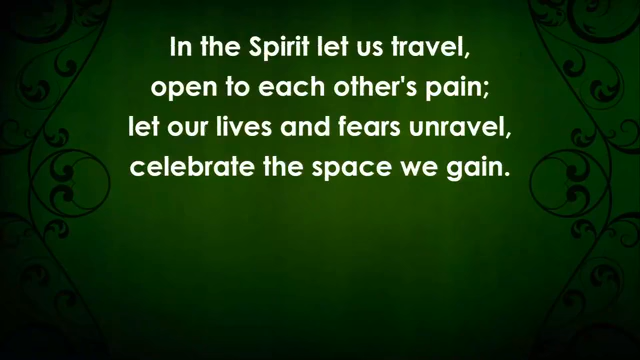 In the Spirit let us travel,
open to each other's pain;
let our lives and fears unravel,
celebrate the space we gain.